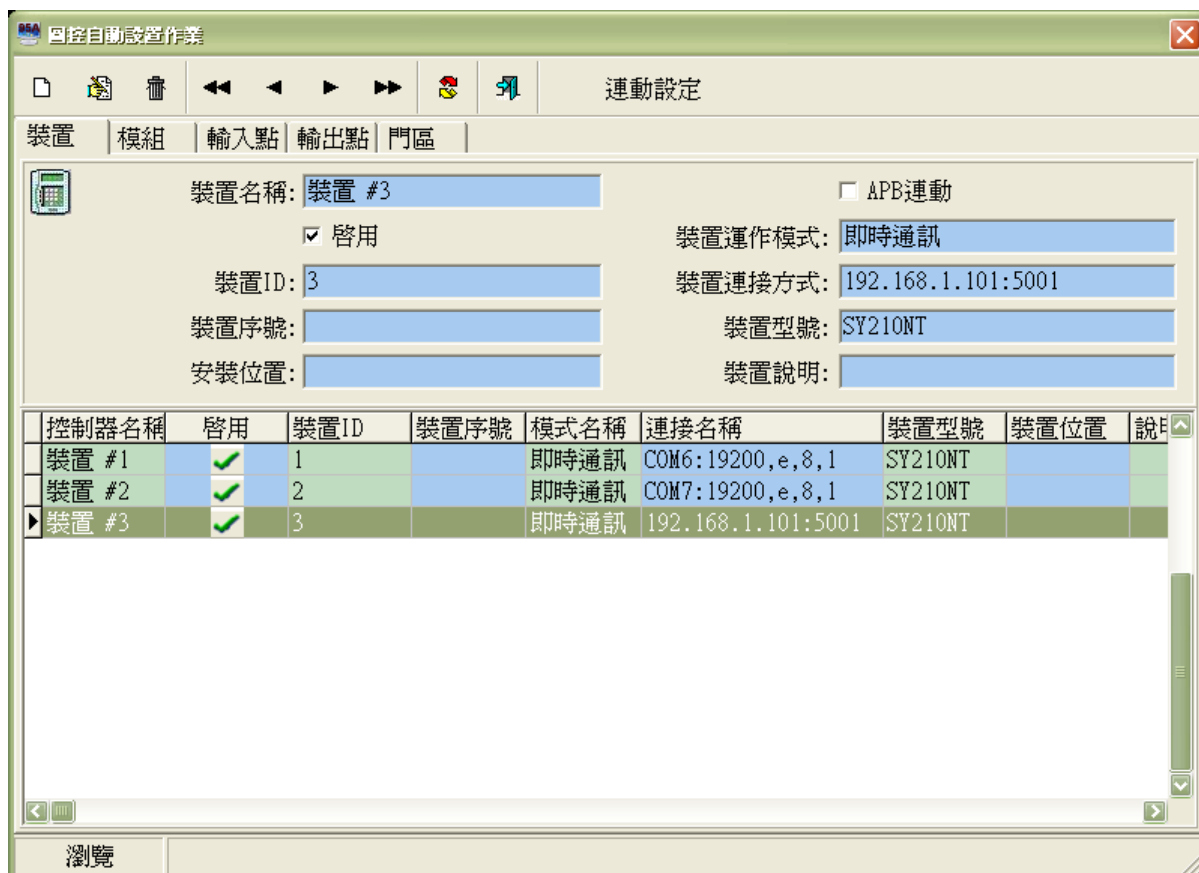 圖控自動設置作業
連動設定
裝置 模組 輸入點 輸出點 門區
裝置名稱: 裝置 #3 APB連動
啓用 裝置運作模式: 即時通訊
裝置ID: 3 裝置連接方式: 192.168.1.101:5001
裝置序號: 裝置型號: SY210NT
安裝位置: 裝置說明:
控制器名稱 啓用 裝置ID 裝置序號 模式名稱 連接名稱 裝置型號 裝置位置
裝置 #1 1 即時通訊 COM6:19200,e,8,1 SY210NT
裝置 #2 2 即時通訊 COM7:19200,e,8,1 SY210NT
裝置 #3 3 即時通訊 192.168.1.101:5001 SY210NT
瀏覽